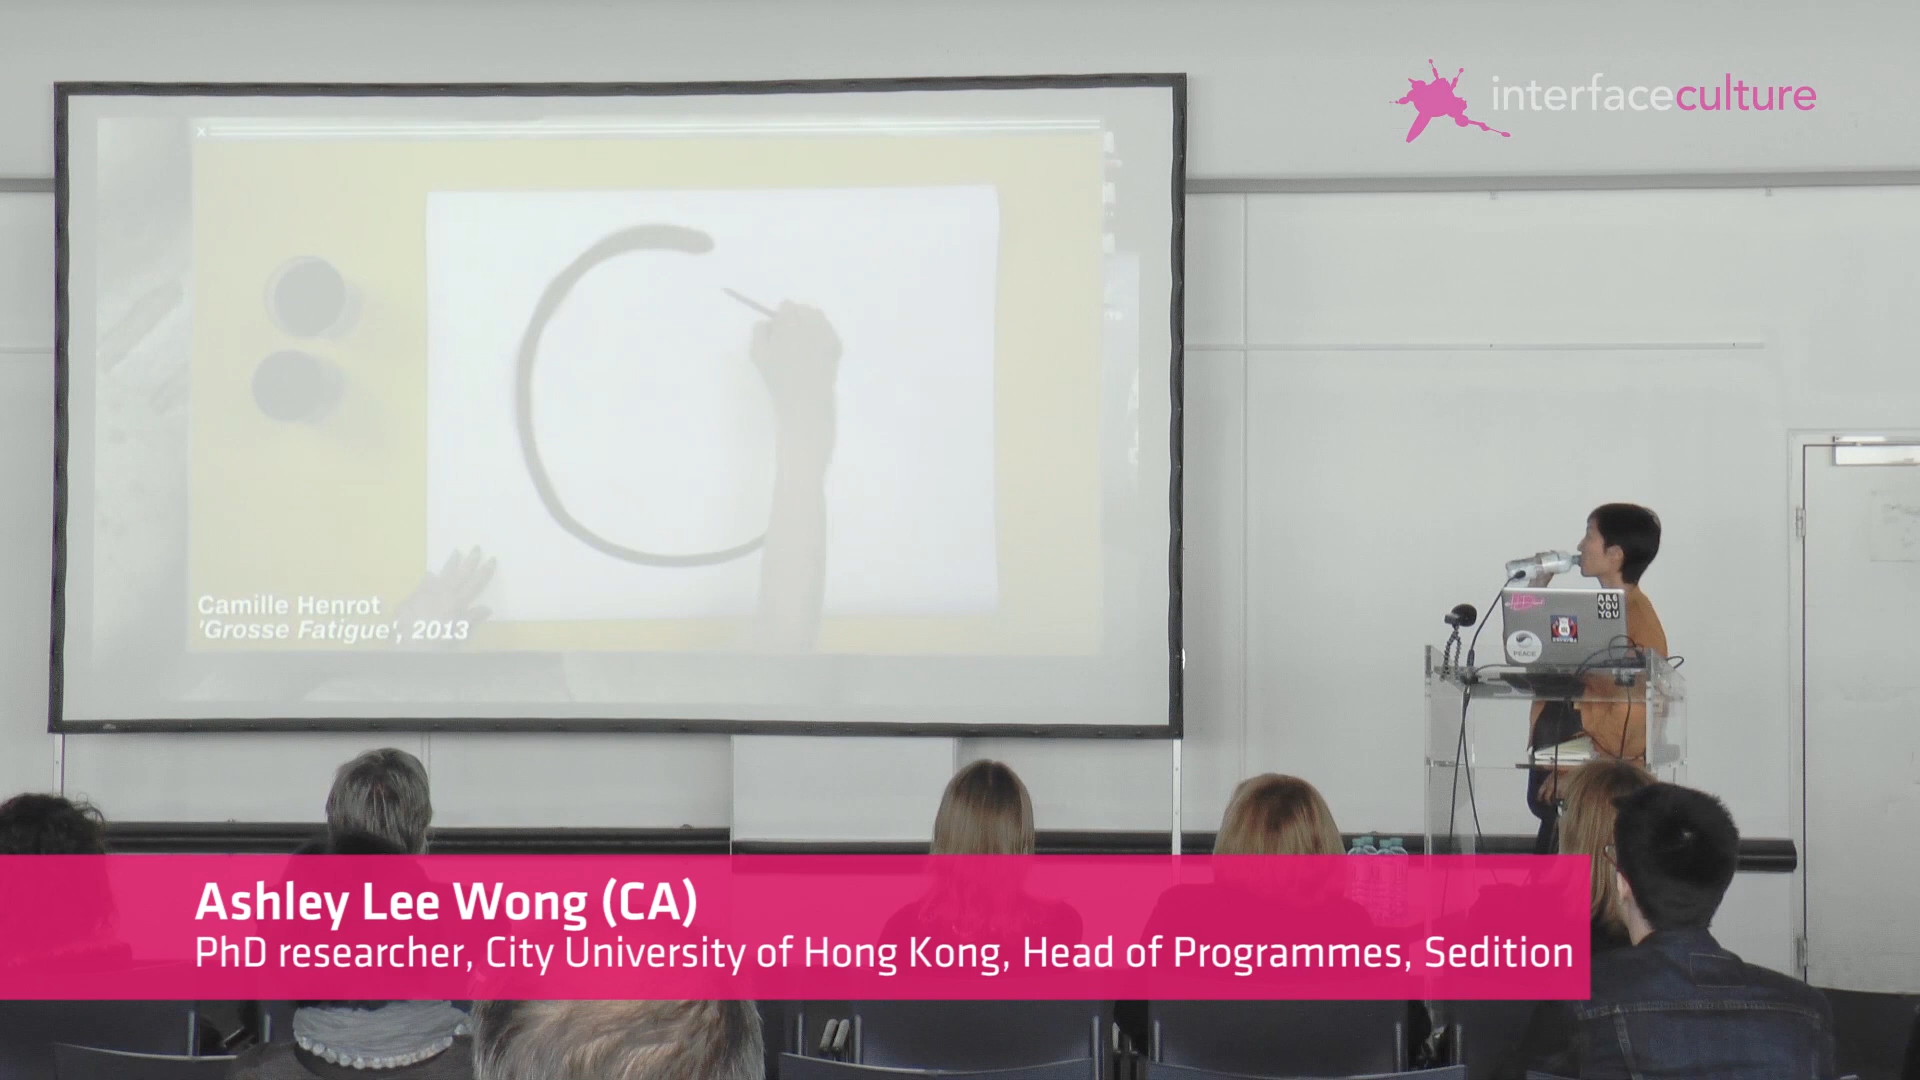 interfaceculture
Camille Henrot
'Grosse Fatigue', 2013
ARE
YOU
YOU
PEACE
Ashley Lee Wong (CA)
PhD researcher, City University of Hong Kong, Head of Programmes, Sedition